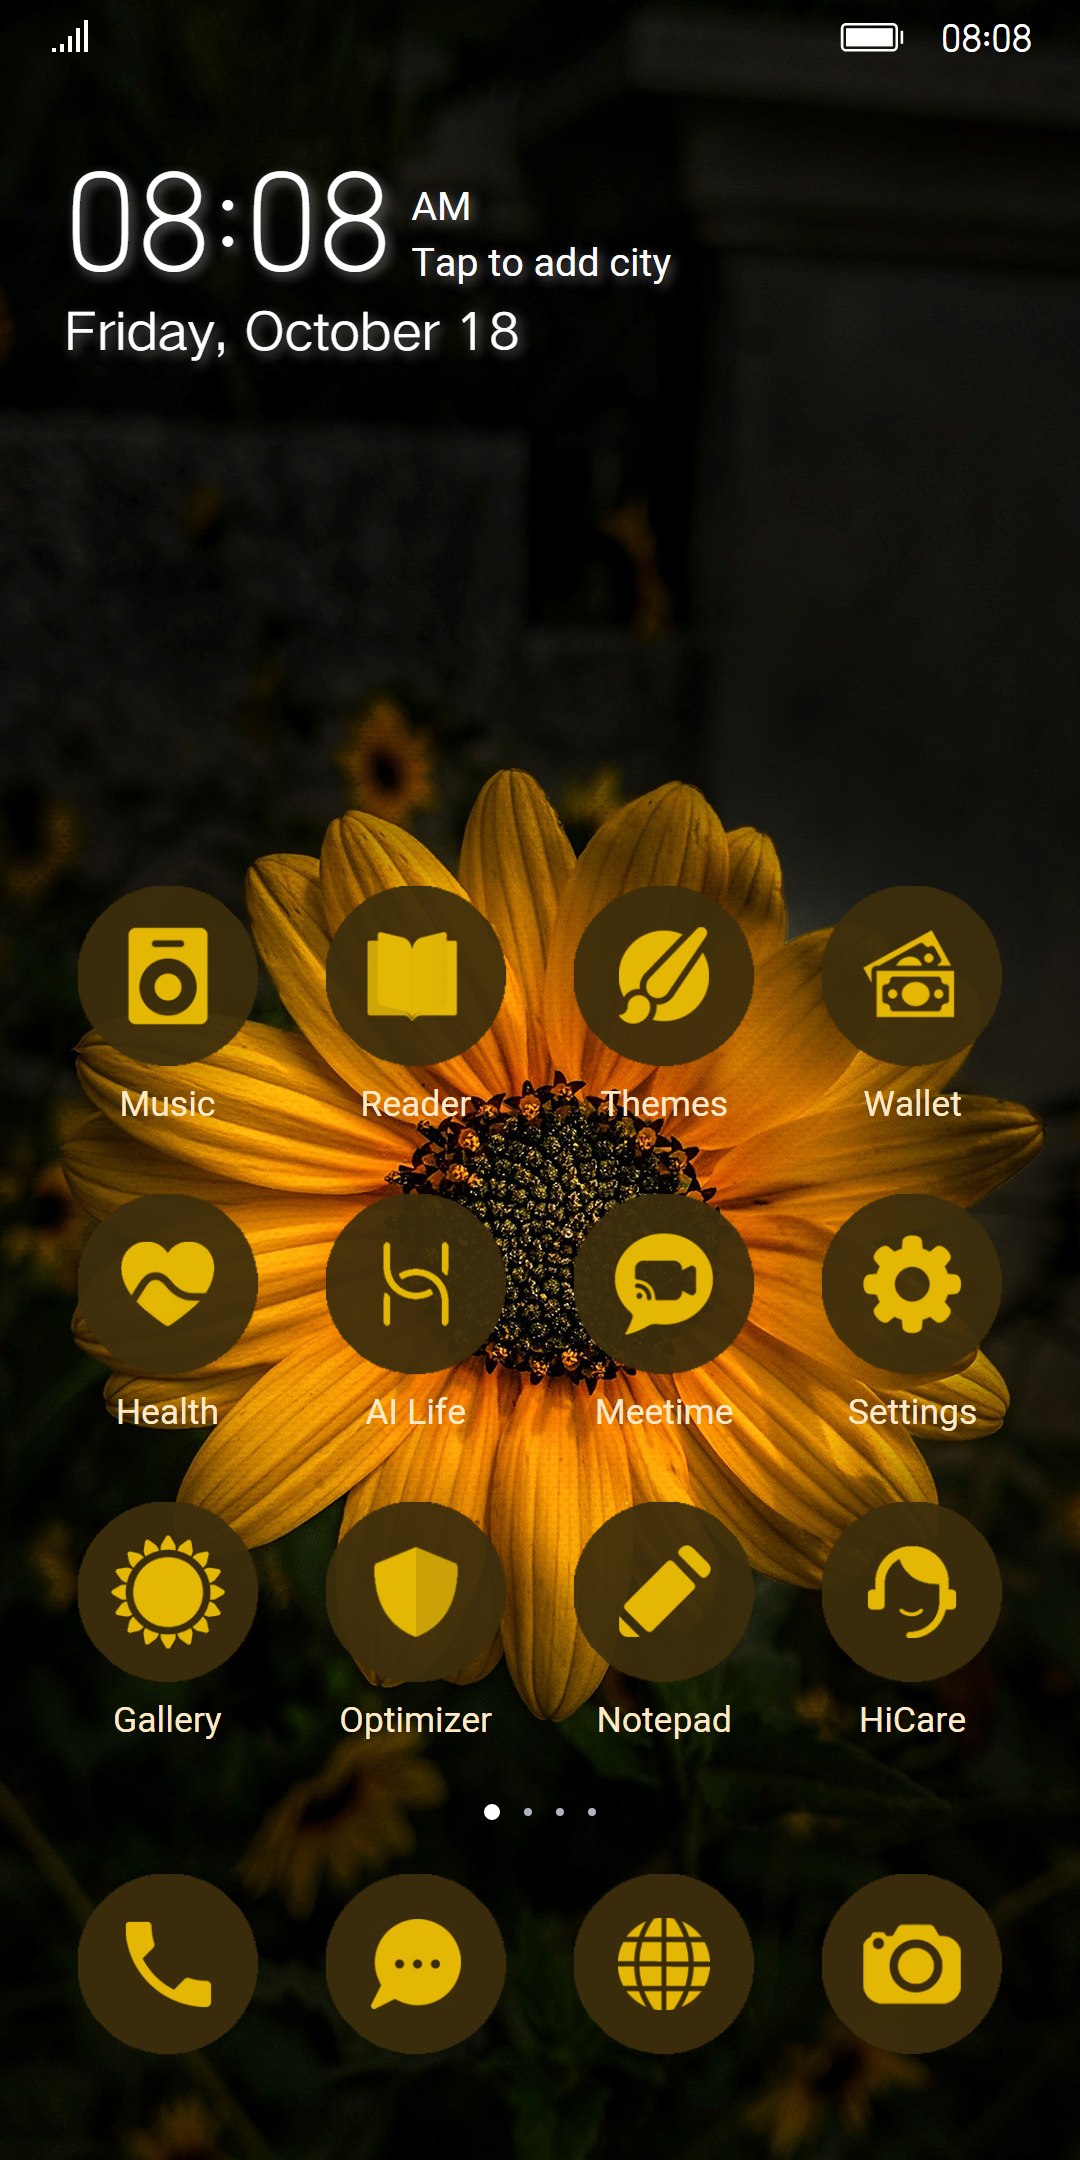 08:08
08:08 AM
Tap to add city
Friday, October 18
Music Reader Themes Wallet
Health AI Life Meetime Settings
Gallery Optimizer Notepad HiCare